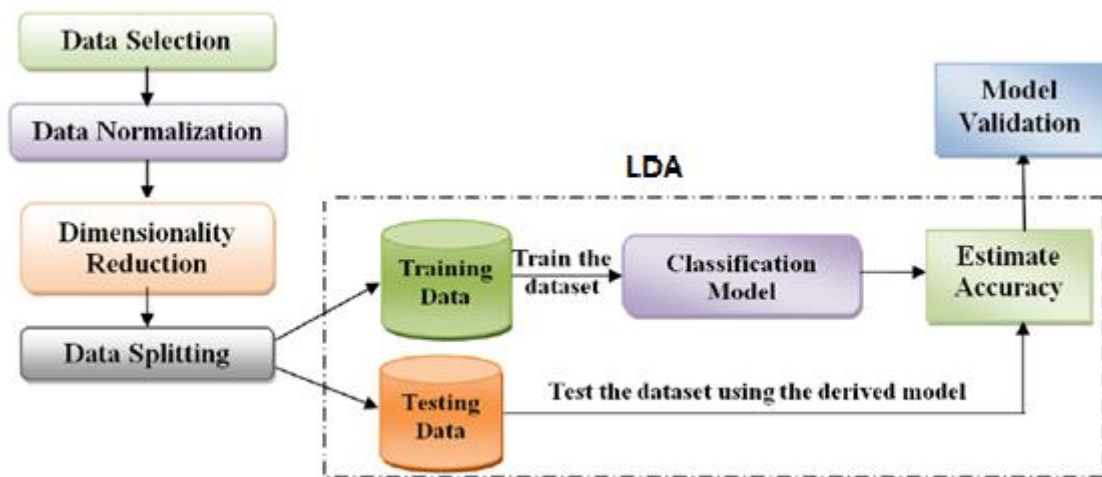 Data Selection
Data Normalization
Dimensionality
Reduction
Data Splitting
LDA
Training
Data
Train the
dataset
Classification
Model
Estimate
Accuracy
Model
Validation
Testing
Data
Test the dataset using the derived model